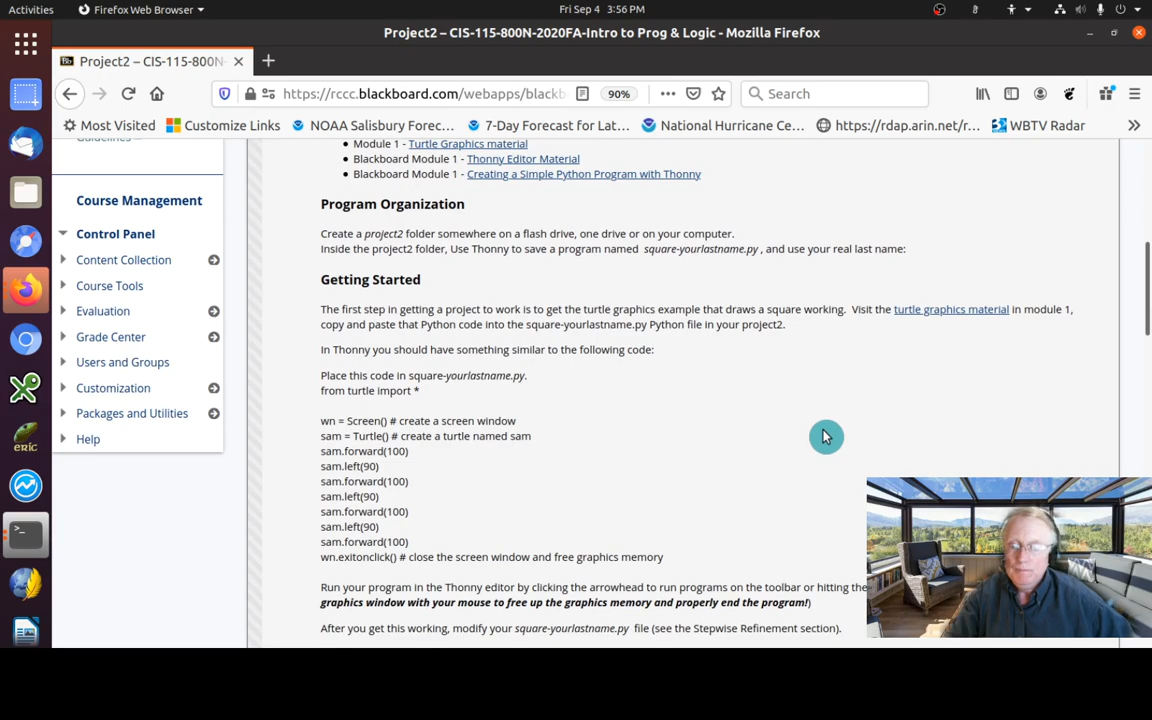 Activities
Firefox Web Browser
Fri Sep 4 3:56 PM
Project2 – CIS-115-800N-2020FA-Intro to Prog & Logic - Mozilla Firefox
Project2 – CIS-115-800N-
https://rccc.blackboard.com/webapps/blackb
90%
Search
Most Visited
Customize Links
NOAA Salisbury Forec...
7-Day Forecast for Lat...
National Hurricane Ce...
https://rdap.arin.net/r...
WBTV Radar
Guidelines
Course Management
Control Panel
Content Collection
Course Tools
Evaluation
Grade Center
Users and Groups
Customization
Packages and Utilities
Help
Module 1 - Turtle Graphics material
Blackboard Module 1 - Thonny Editor Material
Blackboard Module 1 - Creating a Simple Python Program with Thonny
Program Organization
Create a project2 folder somewhere on a flash drive, one drive or on your computer.
Inside the project2 folder, Use Thonny to save a program named square-yourlastname.py , and use your real last name:
Getting Started
The first step in getting a project to work is to get the turtle graphics example that draws a square working. Visit the turtle graphics material in module 1,
copy and paste that Python code into the square-yourlastname.py Python file in your project2.
In Thonny you should have something similar to the following code:
Place this code in square-yourlastname.py.
from turtle import *
wn = Screen() # create a screen window
sam = Turtle() # create a turtle named sam
sam.forward(100)
sam.left(90)
sam.forward(100)
sam.left(90)
sam.forward(100)
sam.left(90)
sam.forward(100)
wn.exitonclick() # close the screen window and free graphics memory
Run your program in the Thonny editor by clicking the arrowhead to run programs on the toolbar or hitting the
graphics window with your mouse to free up the graphics memory and properly end the program!)
After you get this working, modify your square-yourlastname.py file (see the Stepwise Refinement section).
eric